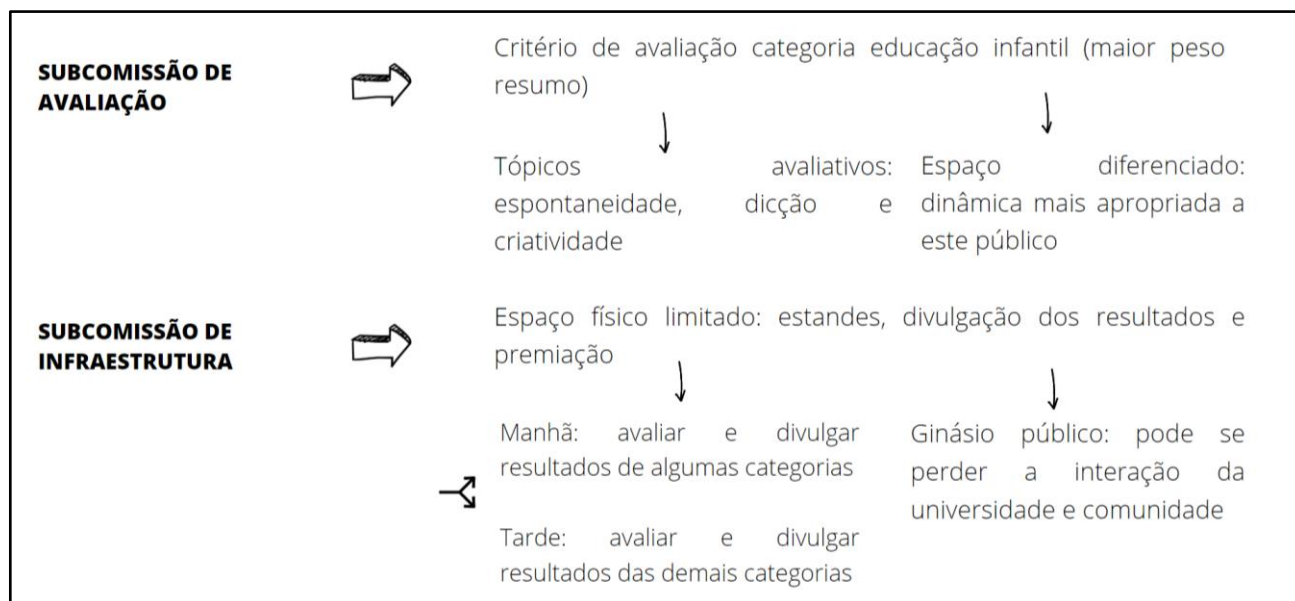 SUBCOMISSÃO DE
AVALIAÇÃO
Critério de avaliação categoria educação infantil (maior peso
resumo)
Tópicos avaliativos:
espontaneidade, dicção e
criatividade
Espaço diferenciado:
dinâmica mais apropriada a
este público
SUBCOMISSÃO DE
INFRAESTRUTURA
Espaço físico limitado: estandes, divulgação dos resultados e
premiação
Manhã: avaliar e divulgar
resultados de algumas categorias
Tarde: avaliar e divulgar
resultados das demais categorias
Ginásio público: pode se
perder a interação da
universidade e comunidade